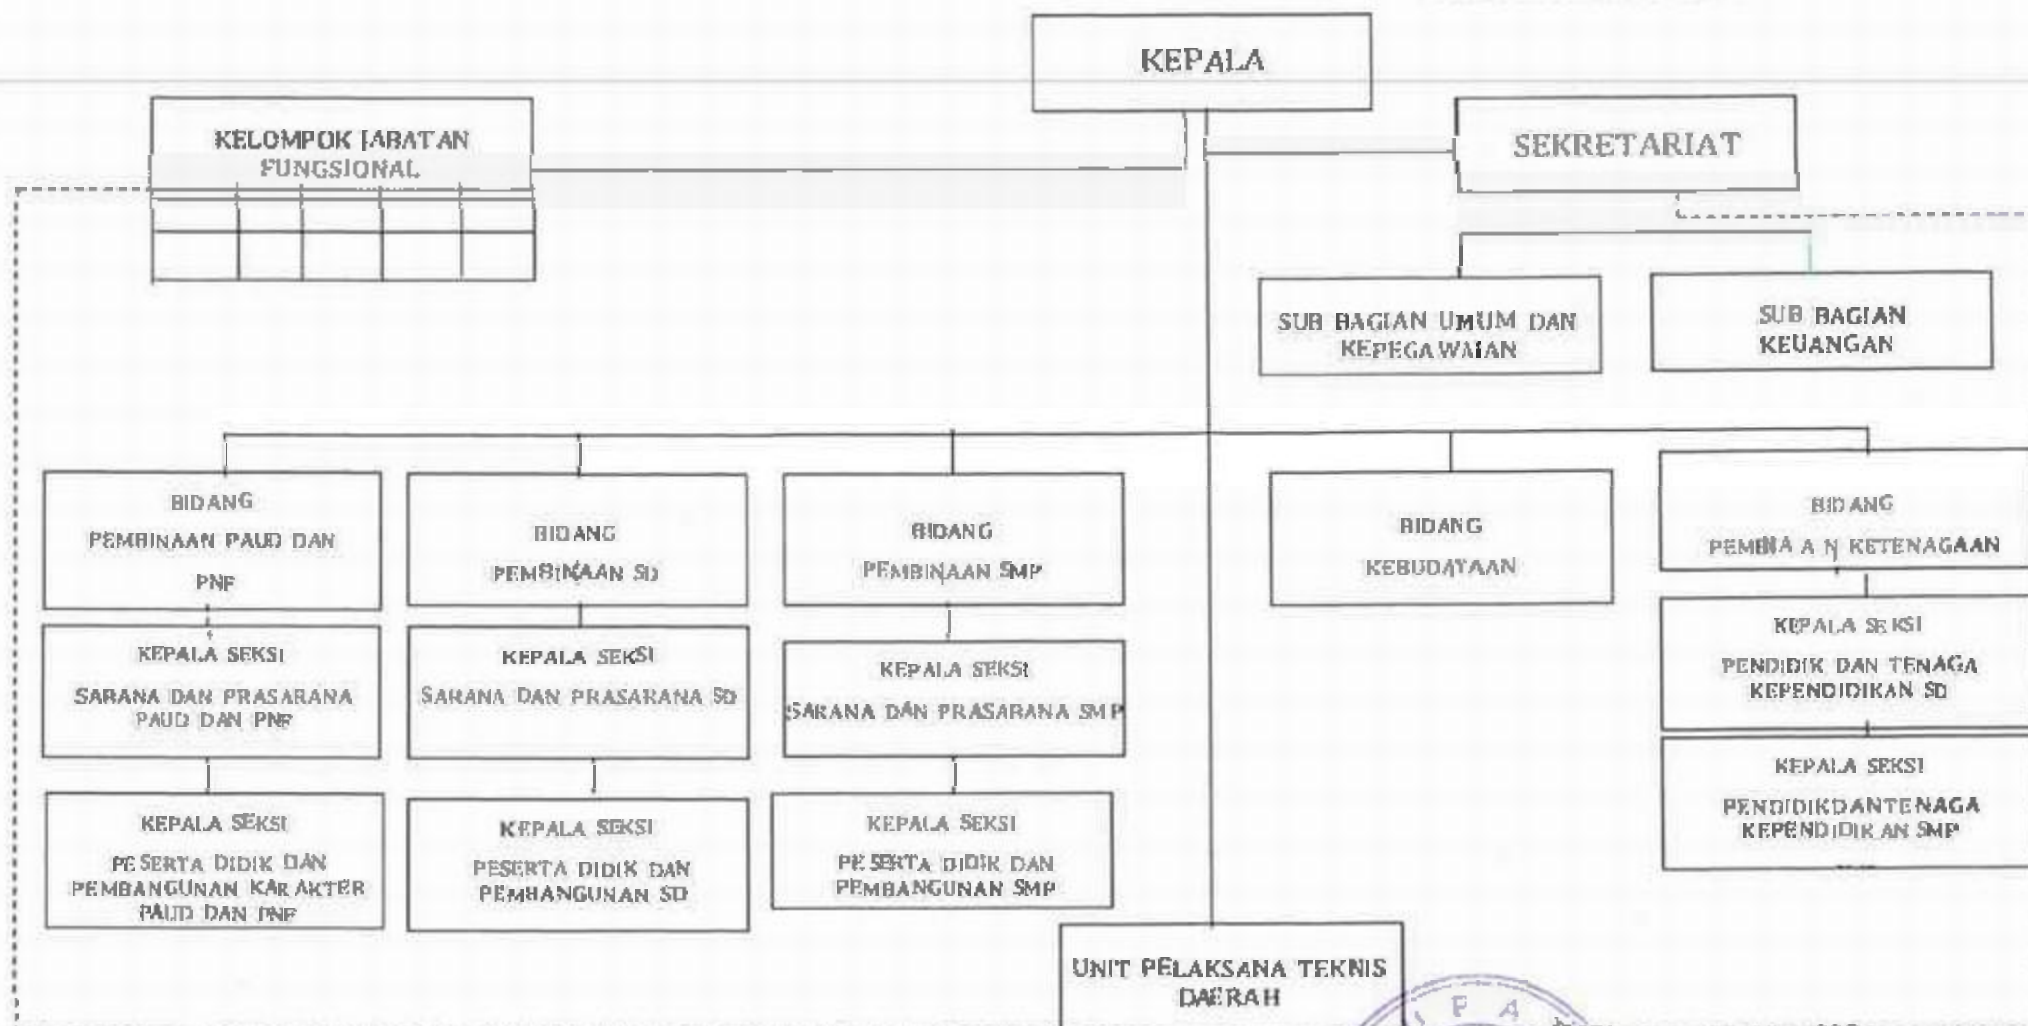 KEPALA
KELOMPOK JABATAN
FUNGSIONAL
SEKRETARIAT
SUB BAGIAN UMUM DAN
KEPEGAWAIAN
SUB BAGIAN
KEUANGAN
BIDANG
PEMBINAAN PAUD DAN
PNF
BIDANG
PEMBINAAN SD
BIDANG
PEMBINAAN SMP
BIDANG
KEBUDATAAN
BIDANG
PEMBINAAN KETENAGAAN
KEPALA SEKSI
SARANA DAN PRASARANA
PAUD DAN PNF
KEPALA SEKSI
SARANA DAN PRASARANA SD
KEPALA SEKSI
SARANA DAN PRASARANA SMP
KEPALA SEKSI
PENDIDIK DAN TENAGA
KEPENDIDIKAN SD
KEPALA SEKSI
PESERTA DIDIK DAN
PEMBANGUNAN KARAKTER
PAUD DAN PNF
KEPALA SEKSI
PESERTA DIDIK DAN
PEMBANGUNAN SD
KEPALA SEKSI
PESERTA DIDIK DAN
PEMBANGUNAN SMP
KEPALA SEKSI
PENDIDIKDANTENAGA
KEPENDIDIKAN SMP
UNIT PELAKSANA TEKNIS
DAERAH
P A